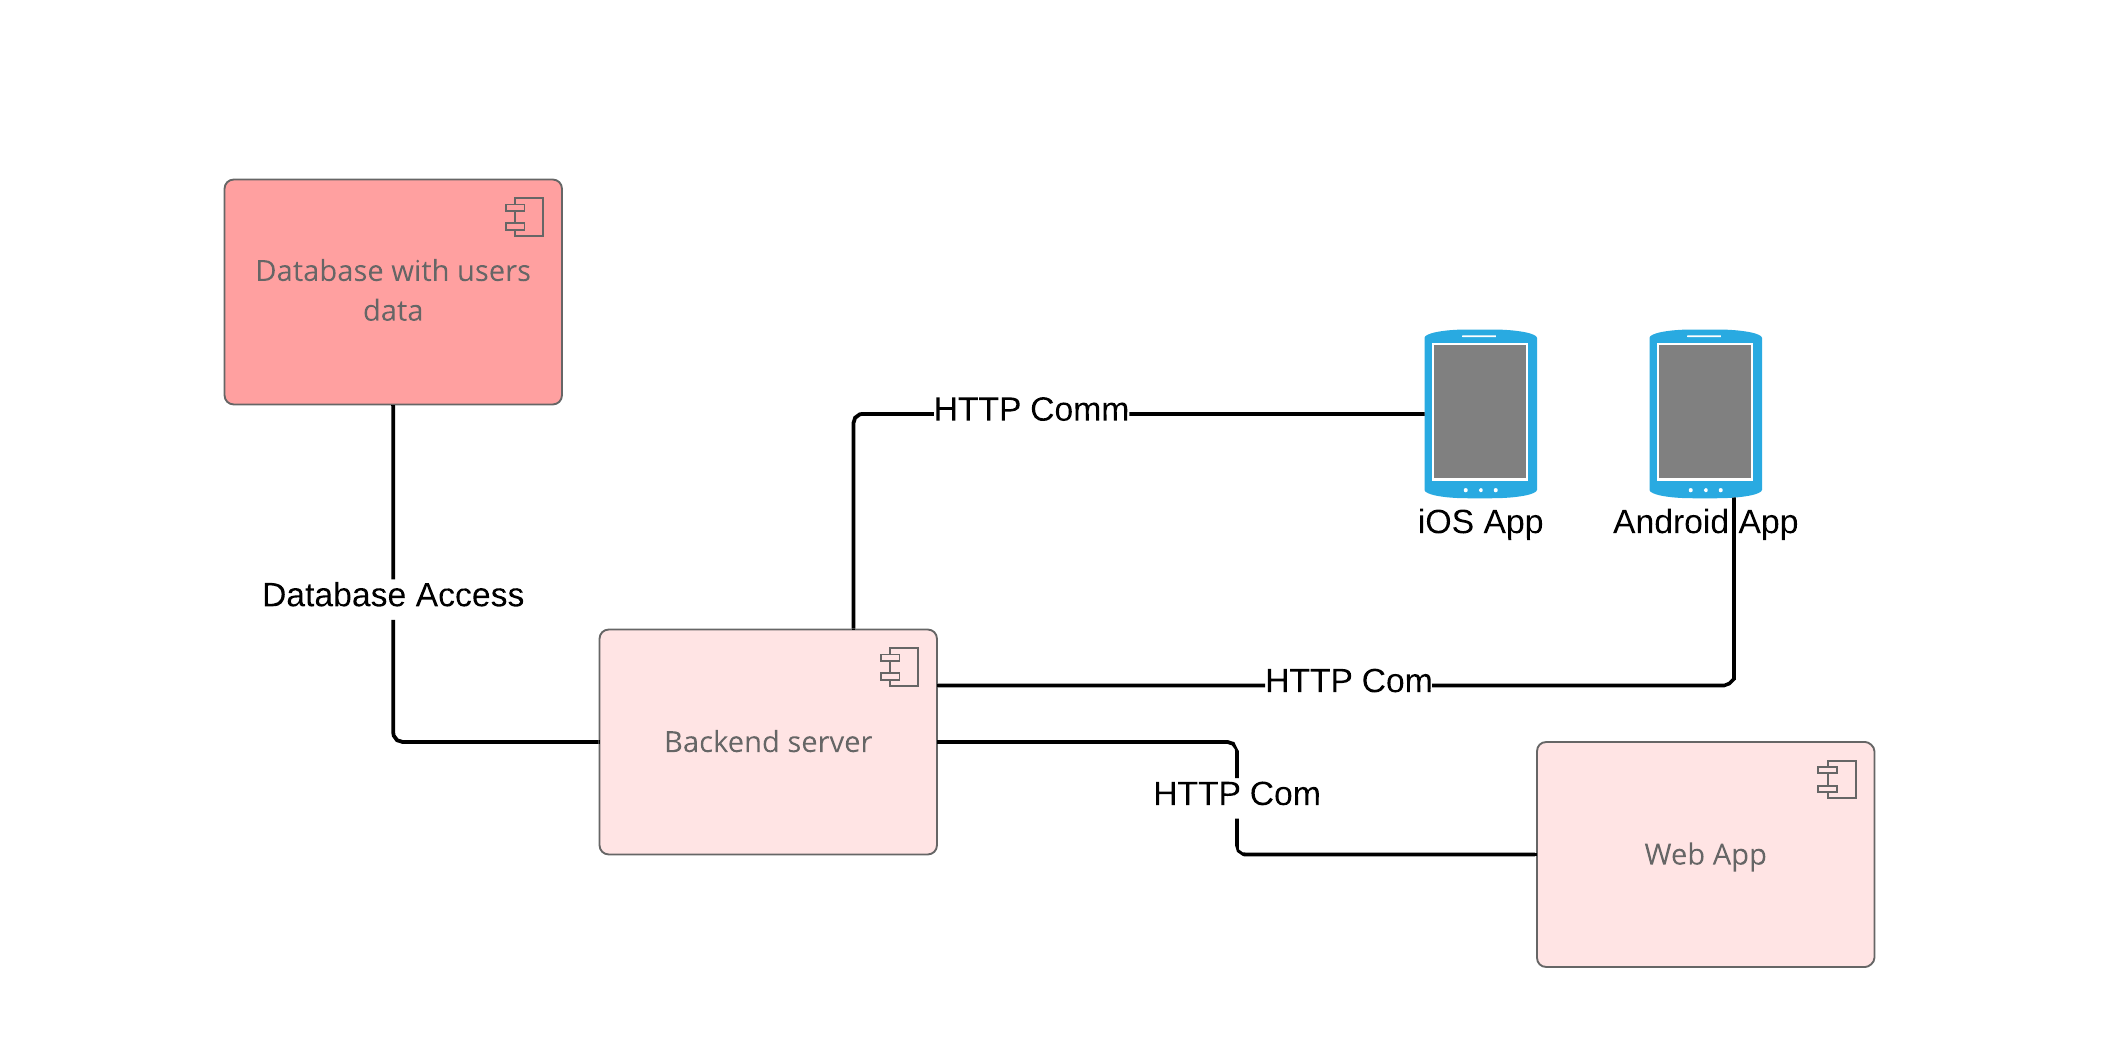 Database with users
data
HTTP Comm
iOS App
Android App
Database Access
HTTP Com
Backend server
HTTP Com
Web App